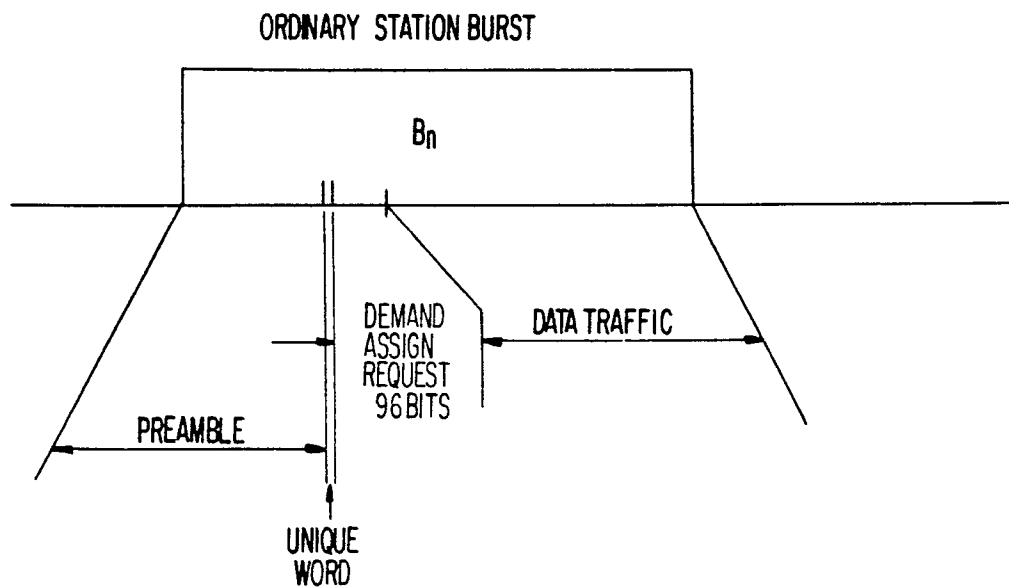 ORDINARY STATION BURST
Bn
DEMAND
ASSIGN
REQUEST
96 BITS
DATA TRAFFIC
PREAMBLE
UNIQUE
WORD